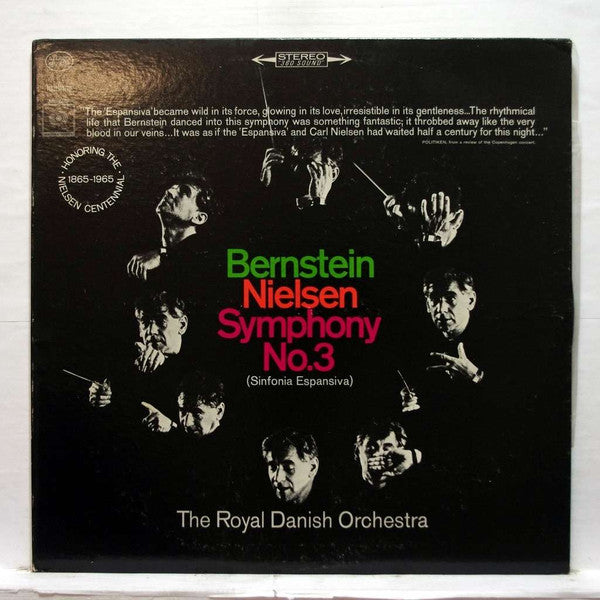 STEREO
"360 SOUND"
The 'Espansiva' became wild in its force, glowing in its love, irresistible in its gentleness...The rhythmical
life that Bernstein danced into this symphony was something fantastic; it throbbed away like the very
blood in our veins...It was as if the 'Espansiva' and Carl Nielsen had waited half a century for this night..."
POLITIKEN, from a review of the Copenhagen concert.
HONORING THE
1865-1965
NIELSEN CENTENNIAL
Bernstein
Nielsen
Symphony
No.3
(Sinfonia Espansiva)
The Royal Danish Orchestra